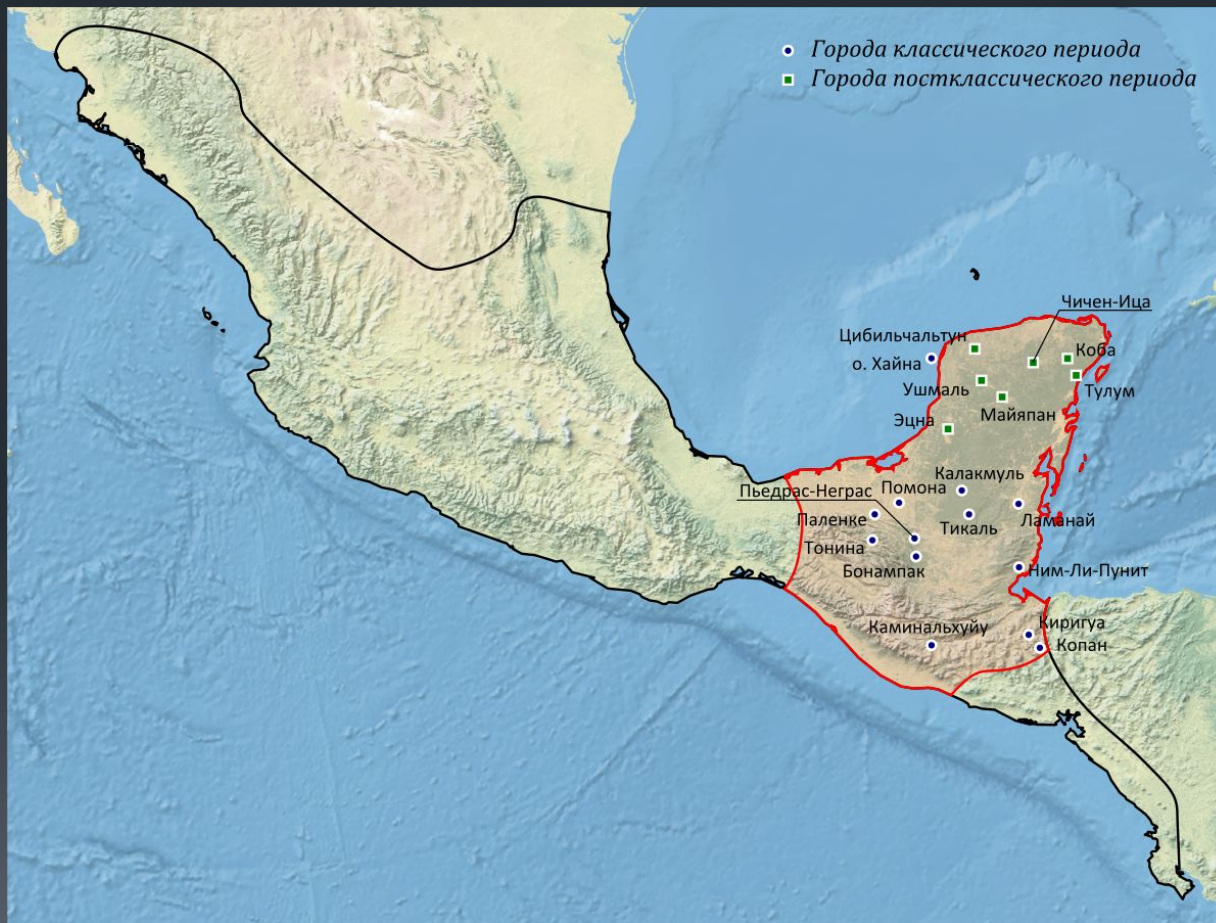 Города классического периода
Города постклассического периода
Чичен-Ица
Цибильчальтун
Коба
о. Хайна
Тулум
Ушмаль
Майяпан
Эцна
Калакмуль
Пьедрас-Неграс
Помона
Паленке
Тикаль
Ламанай
Тонина
Бонампак
Ним-Ли-Пунит
Каминальхуйу
Киригуа
Копан